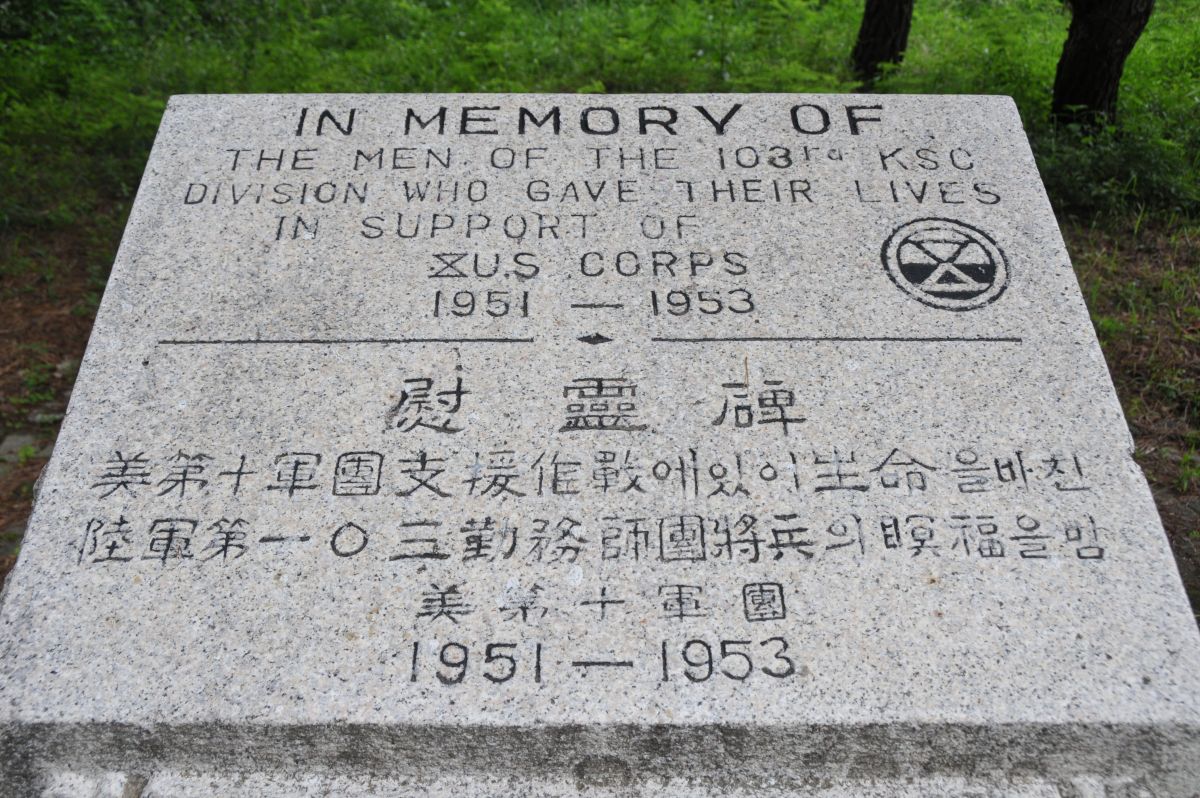 IN MEMORY OF
THE MEN OF THE 103rd KSC
DIVISION WHO GAVE THEIR LIVES
IN SUPPORT OF
X U.S CORPS
1951 — 1953
慰靈碑
美第十軍團支援作戰에있이生命을바친
陸軍第一〇三勤務師團將兵의瞑福을맘
美第十軍團
1951 — 1953